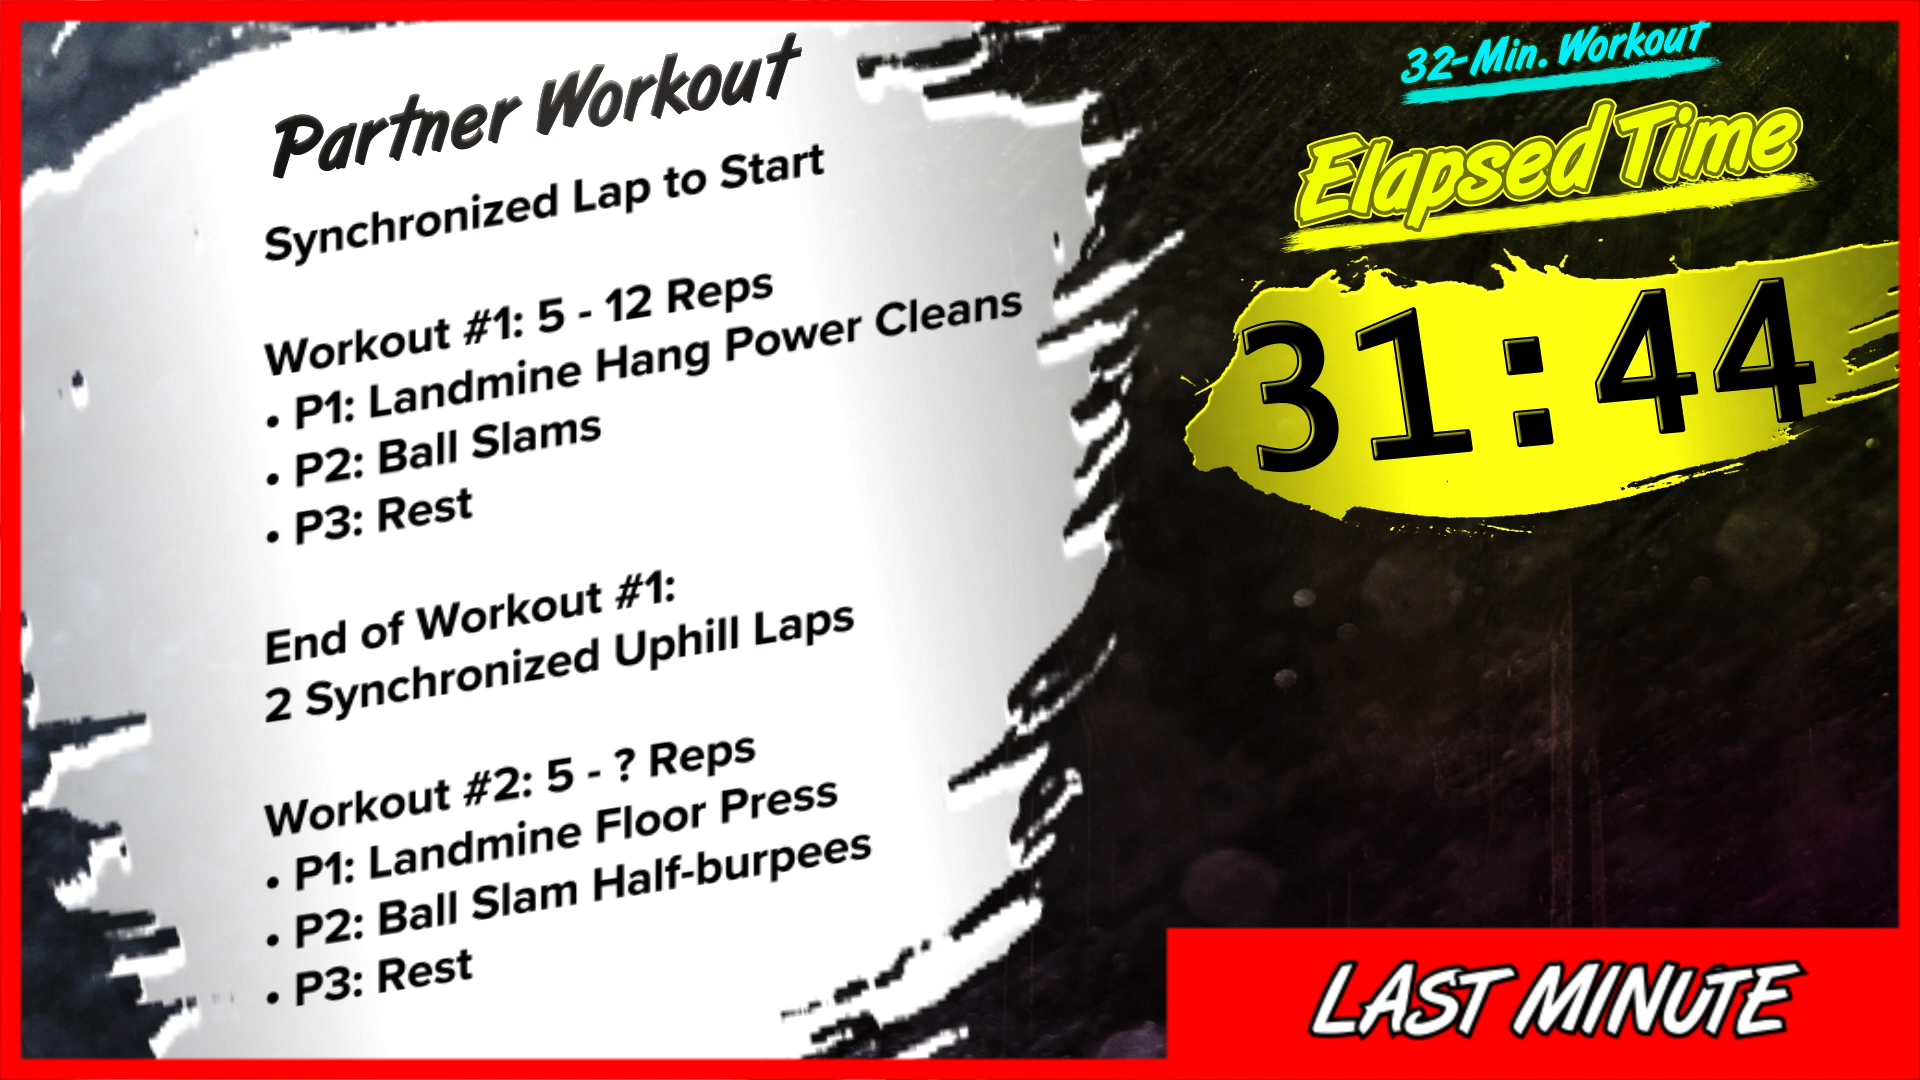 Partner Workout
Synchronized Lap to Start
Workout #1: 5 - 12 Reps
• P1: Landmine Hang Power Cleans
• P2: Ball Slams
• P3: Rest
End of Workout #1:
2 Synchronized Uphill Laps
Workout #2: 5 - ? Reps
• P1: Landmine Floor Press
• P2: Ball Slam Half-burpees
• P3: Rest
32-Min. Workout
Elapsed Time
31:44
LAST MINUTE